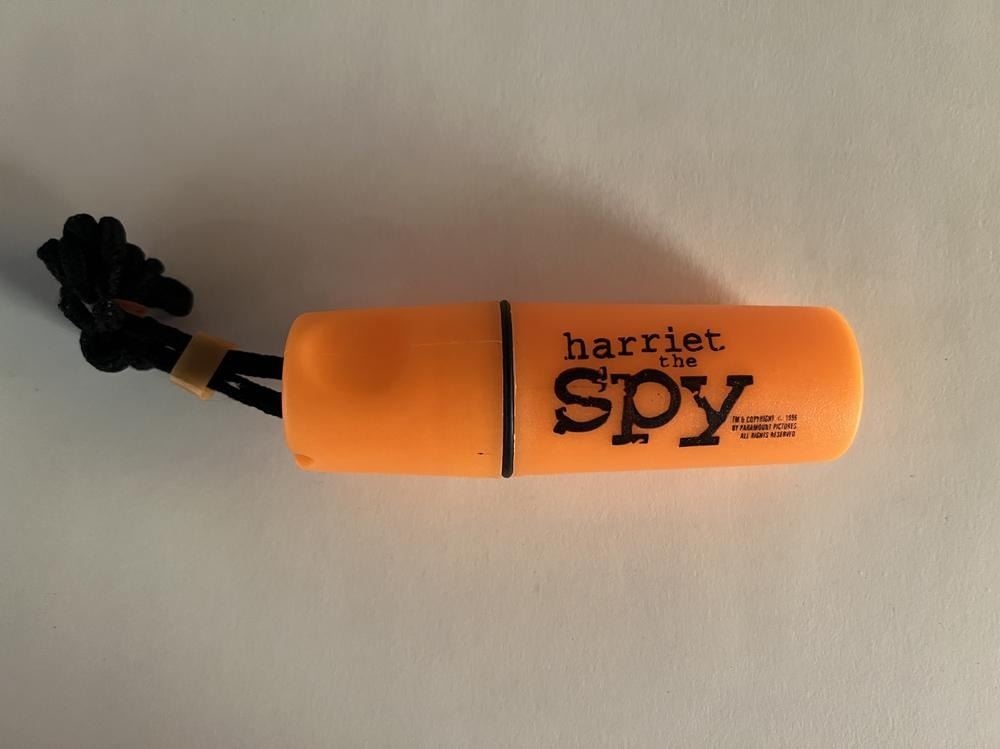 harriet
the
spy
TM & COPYRIGHT © 1996
BY PARAMOUNT PICTURES
ALL RIGHTS RESERVED